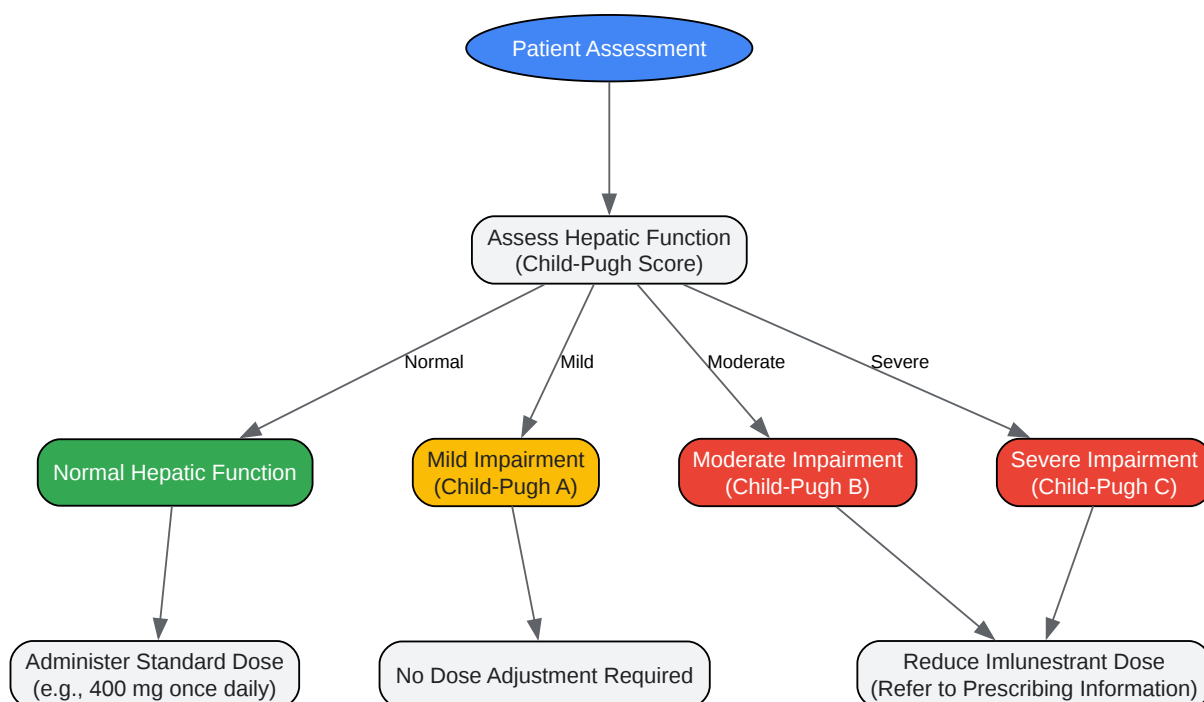 Patient Assessment
Assess Hepatic Function
(Child-Pugh Score)
Normal
Mild
Moderate
Severe
Normal Hepatic Function
Mild Impairment
(Child-Pugh A)
Moderate Impairment
(Child-Pugh B)
Severe Impairment
(Child-Pugh C)
Administer Standard Dose
(e.g., 400 mg once daily)
No Dose Adjustment Required
Reduce Imlunestrant Dose
(Refer to Prescribing Information)